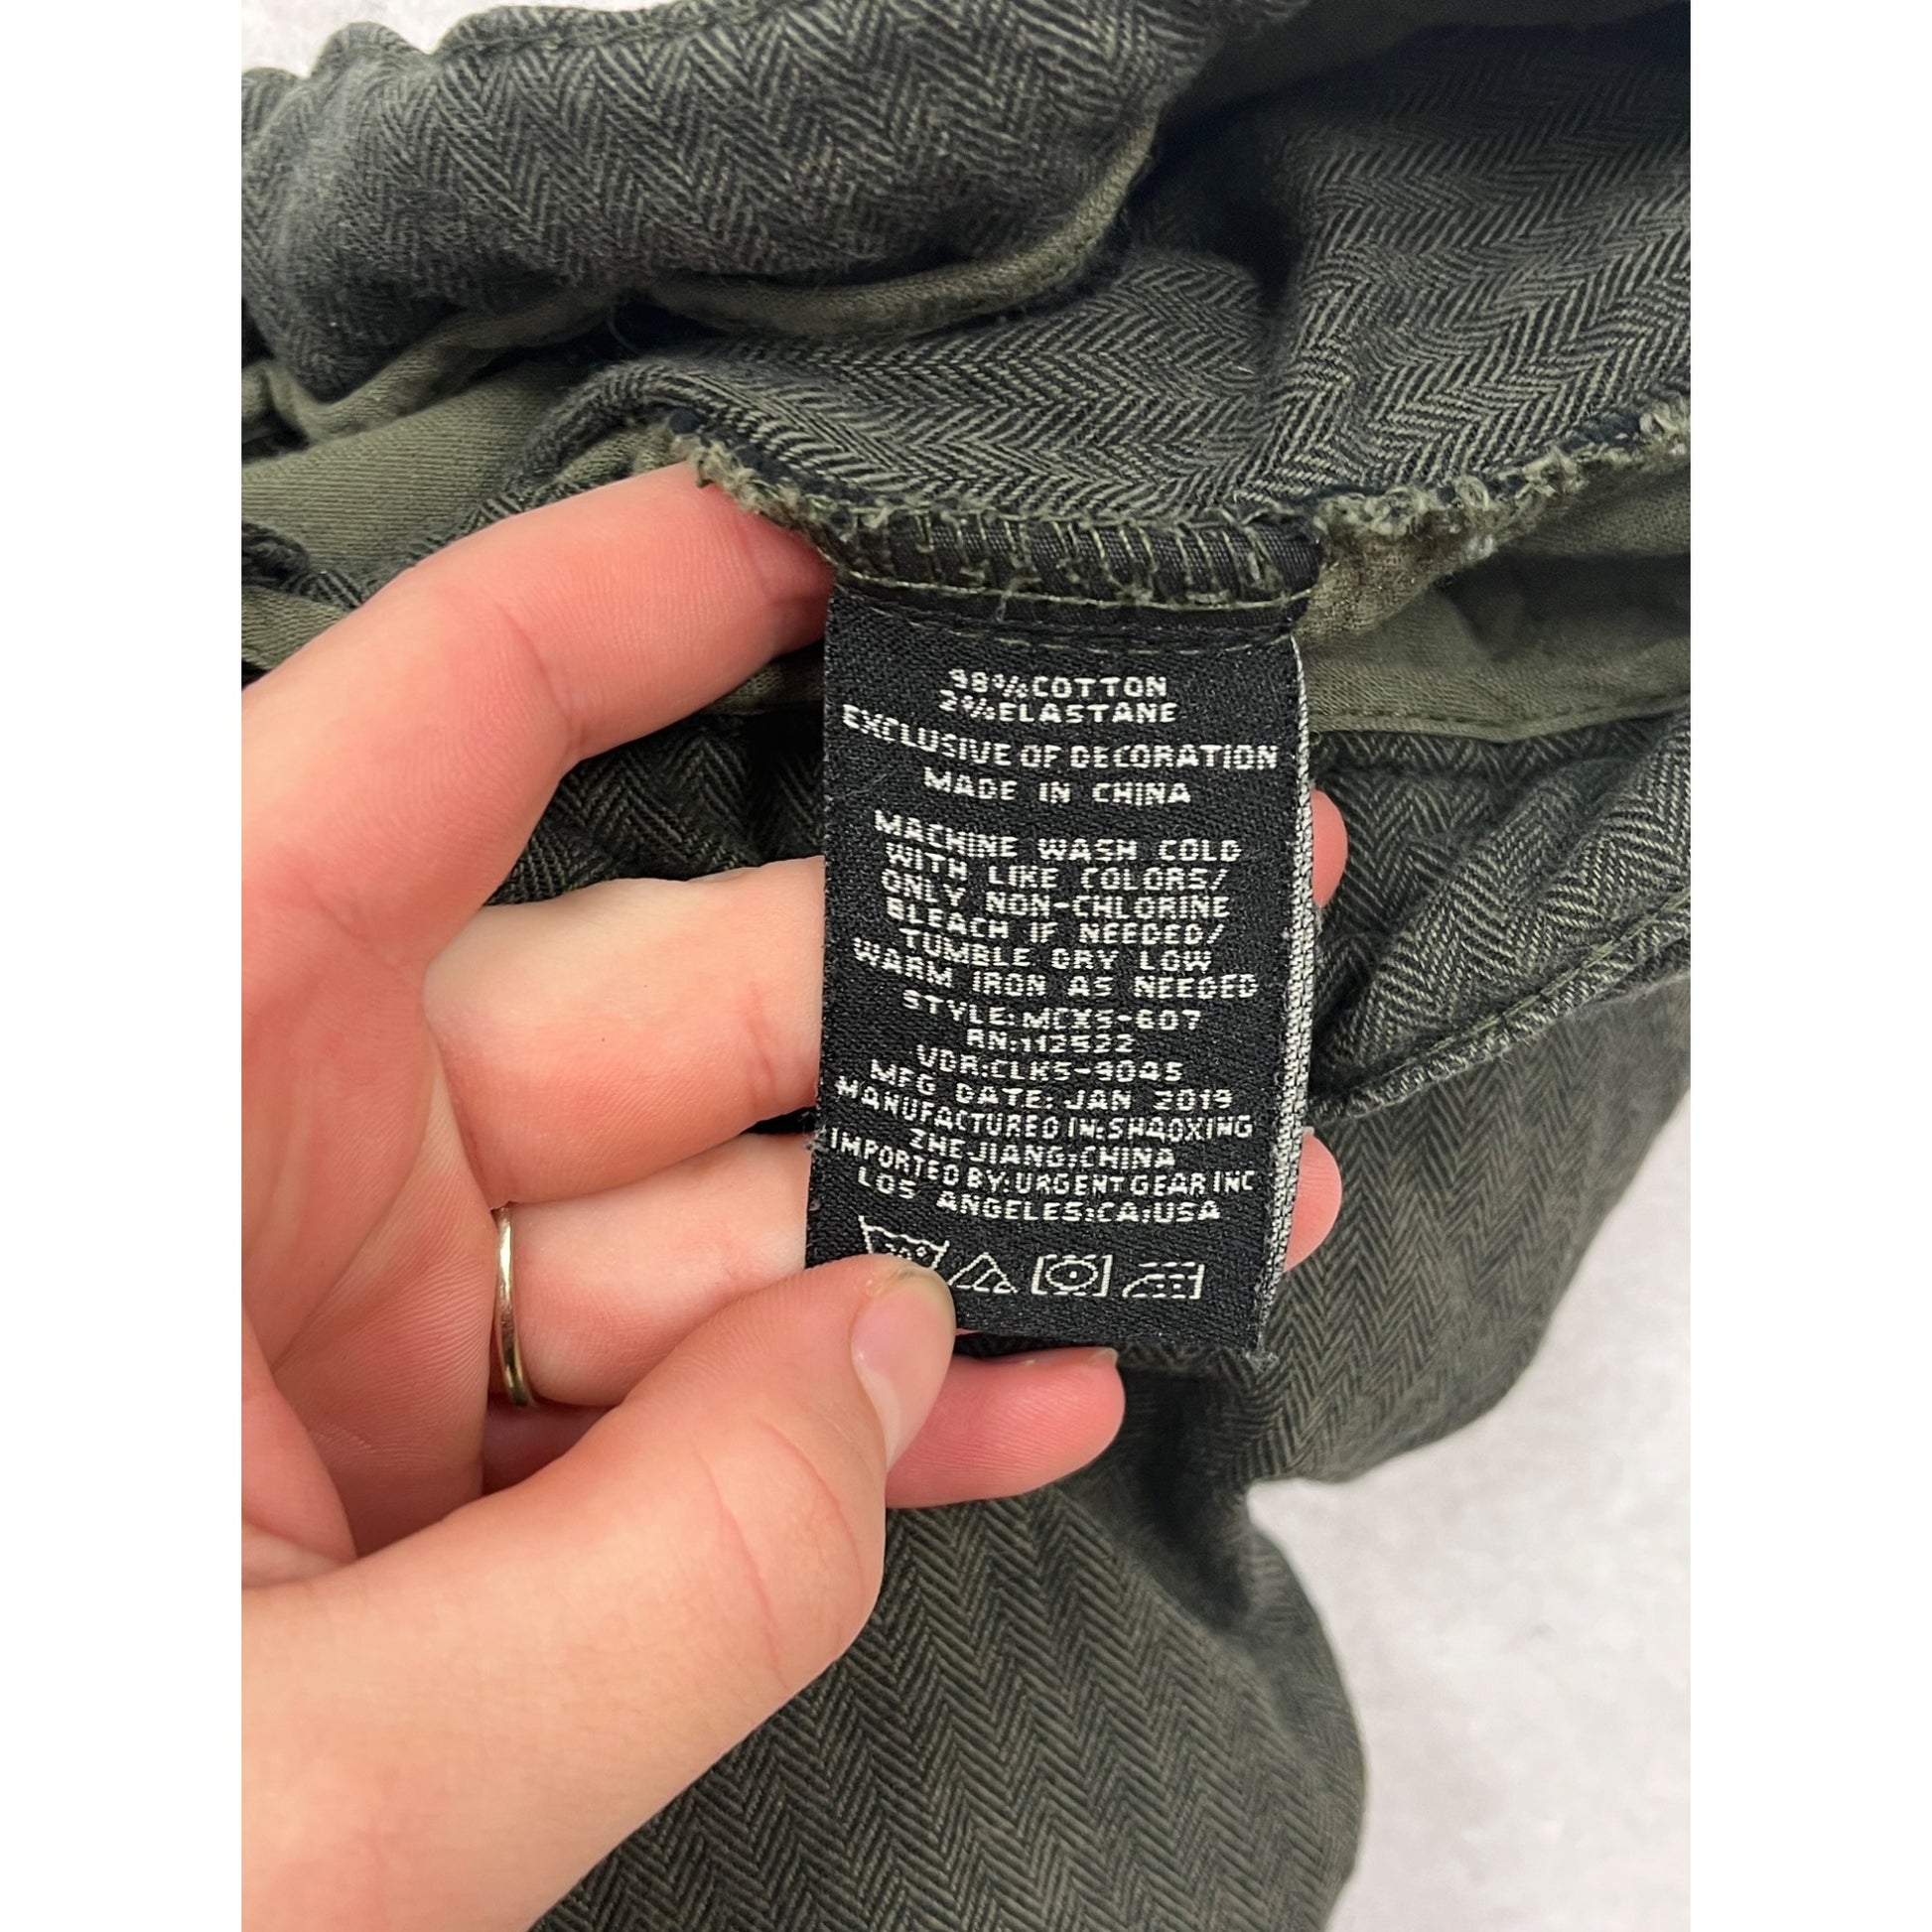 98%COTTON
2%ELASTANE
EXCLUSIVE OF DECORATION
MADE IN CHINA
MACHINE WASH COLD
WITH LIKE COLORS/
ONLY NON-CHLORINE
BLEACH IF NEEDED/
TUMBLE DRY LOW
WARM IRON AS NEEDED
STYLE:MCX5-607
RN:112522
VDR:CLK5-9045
MFG DATE:JAN 2019
MANUFACTURED IN:SHAOXING
ZHEJIANG;CHINA
IMPORTED BY:URGENT GEAR INC
LOS ANGELES;CA;USA